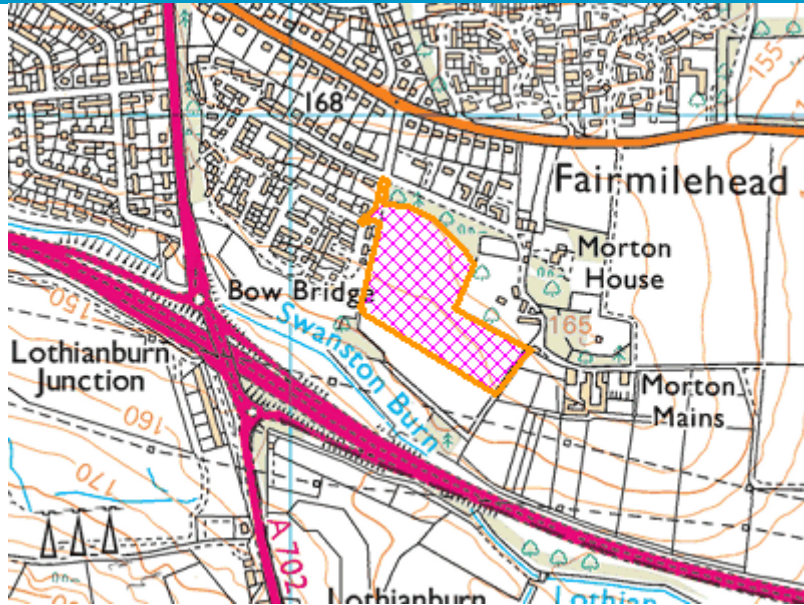 155
168
Fairmilehead
Morton
House
Bow Bridge
150
Swanston Burn
165
Lothianburn
Junction
Morton
Mains
160
170
A 702
Lothianburn
Lothian